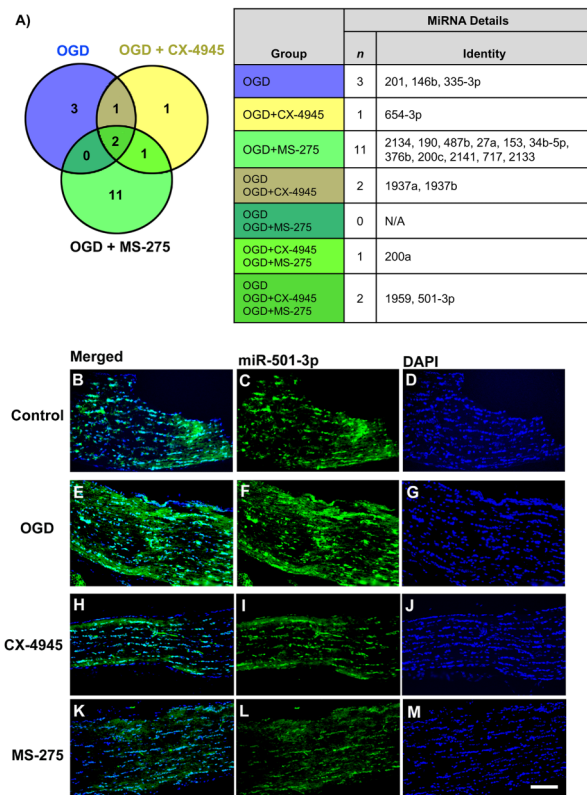 A)
OGD
OGD + CX-4945
3
1
1
2
0
1
11
OGD + MS-275
MiRNA Details
Group
n
Identity
OGD
3
201, 146b, 335-3p
OGD+CX-4945
1
654-3p
OGD+MS-275
11
2134, 190, 487b, 27a, 153, 34b-5p,
376b, 200c, 2141, 717, 2133
OGD
OGD+CX-4945
2
1937a, 1937b
OGD
OGD+MS-275
0
N/A
OGD+CX-4945
OGD+MS-275
1
200a
OGD
OGD+CX-4945
OGD+MS-275
2
1959, 501-3p
Merged
miR-501-3p
DAPI
Control
B
C
D
OGD
E
F
G
CX-4945
H
I
J
MS-275
K
L
M